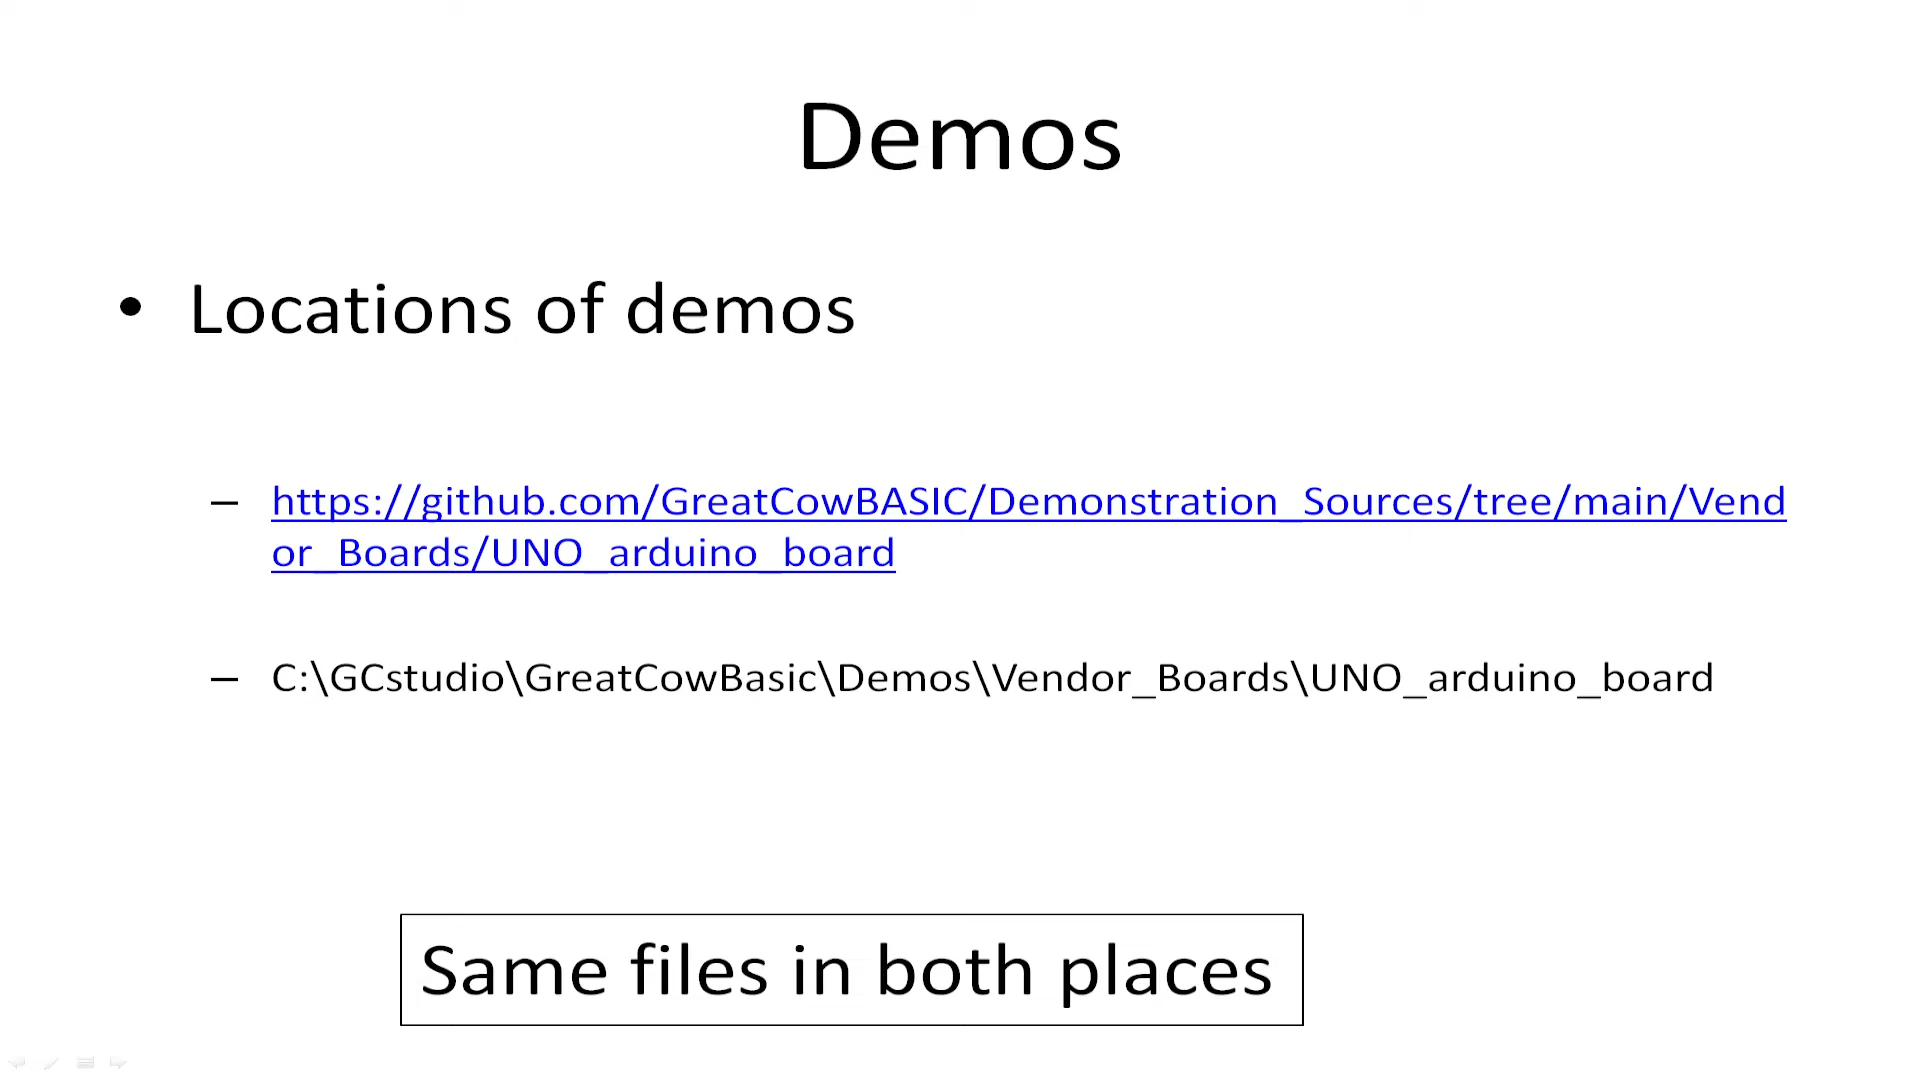 Demos
• Locations of demos
– https://github.com/GreatCowBASIC/Demonstration_Sources/tree/main/Vend
or_Boards/UNO_arduino_board
– C:\GCstudio\GreatCowBasic\Demos\Vendor_Boards\UNO_arduino_board
Same files in both places